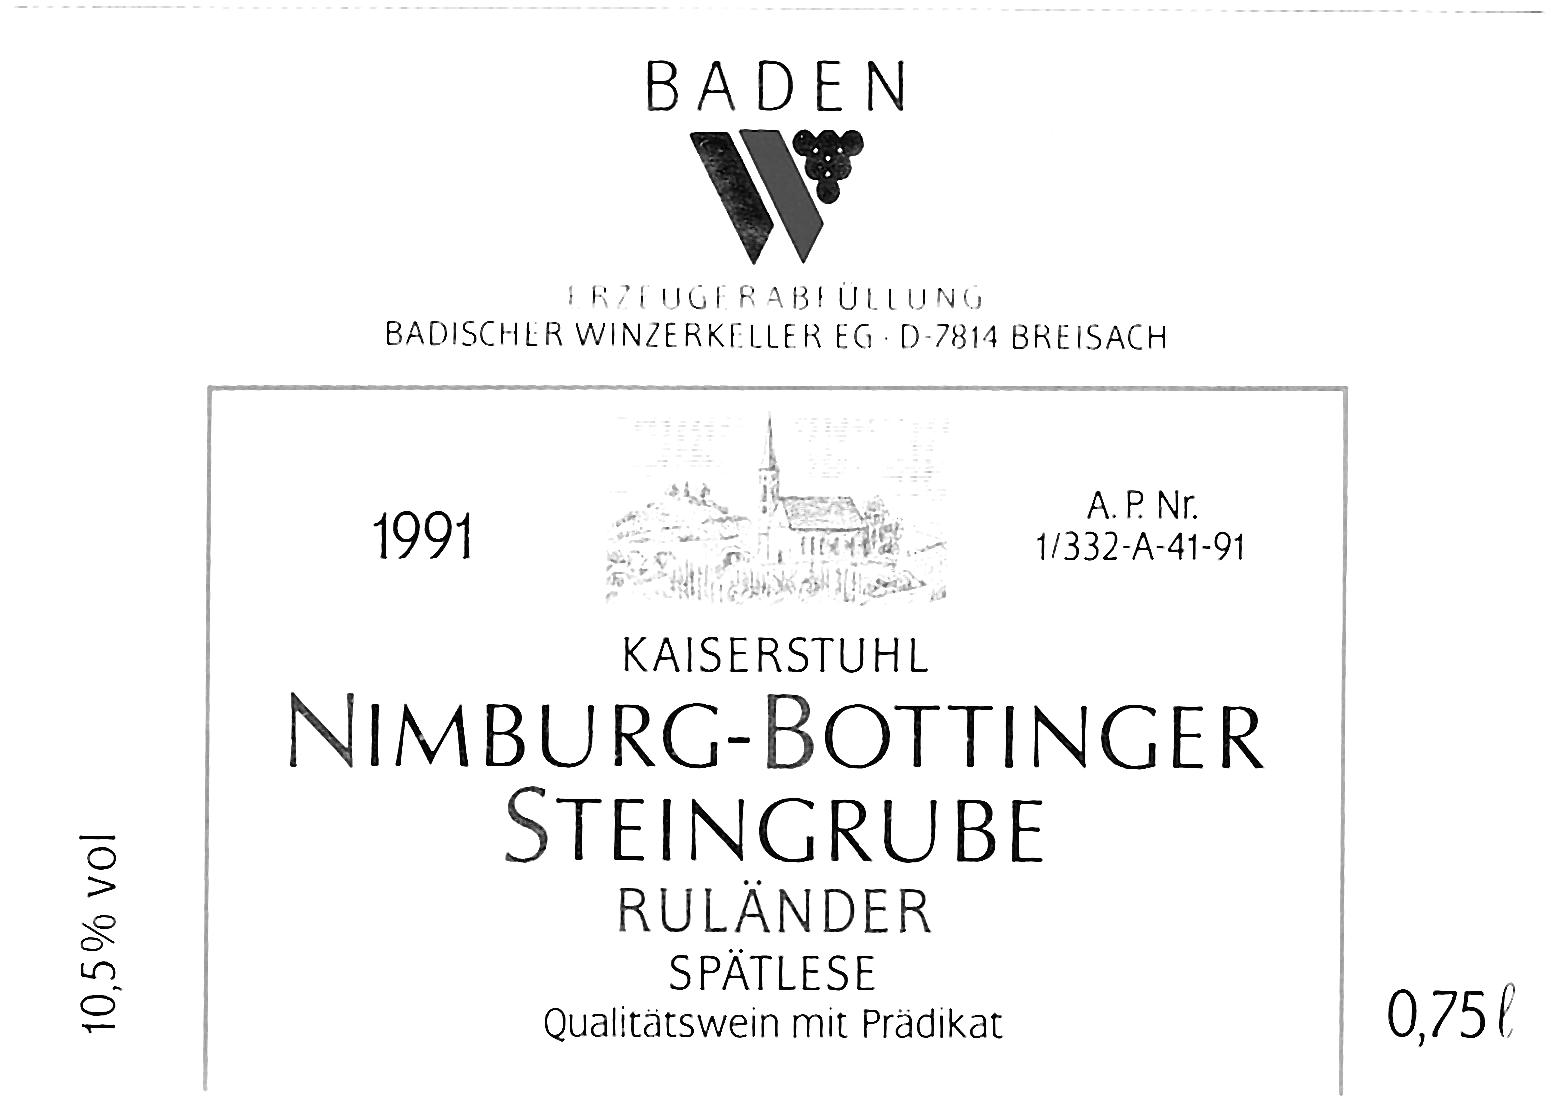 BADEN
ERZEUGERABFÜLLUNG
BADISCHER WINZERKELLER EG · D-7814 BREISACH
1991
A. P. Nr.
1/332-A-41-91
KAISERSTUHL
NIMBURG-BOTTINGER
STEINGRUBE
RULÄNDER
SPÄTLESE
Qualitätswein mit Prädikat
10,5% vol
0,75 l